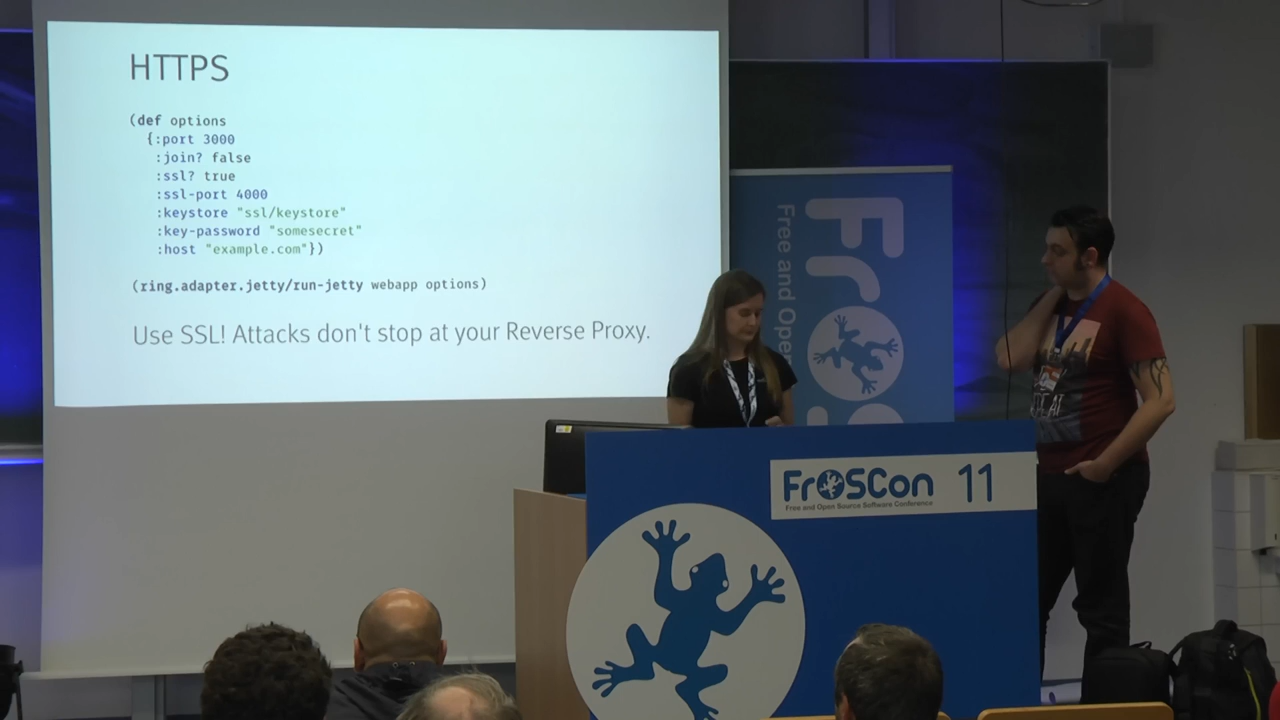 HTTPS
(def options
{:port 3000
:join? false
:ssl? true
:ssl-port 4000
:keystore "ssl/keystore"
:key-password "somesecret"
:host "example.com"})
(ring.adapter.jetty/run-jetty webapp options)
Use SSL! Attacks don't stop at your Reverse Proxy.
Free and Ope
FrOSCon 11
Free and Open Source Software Conference